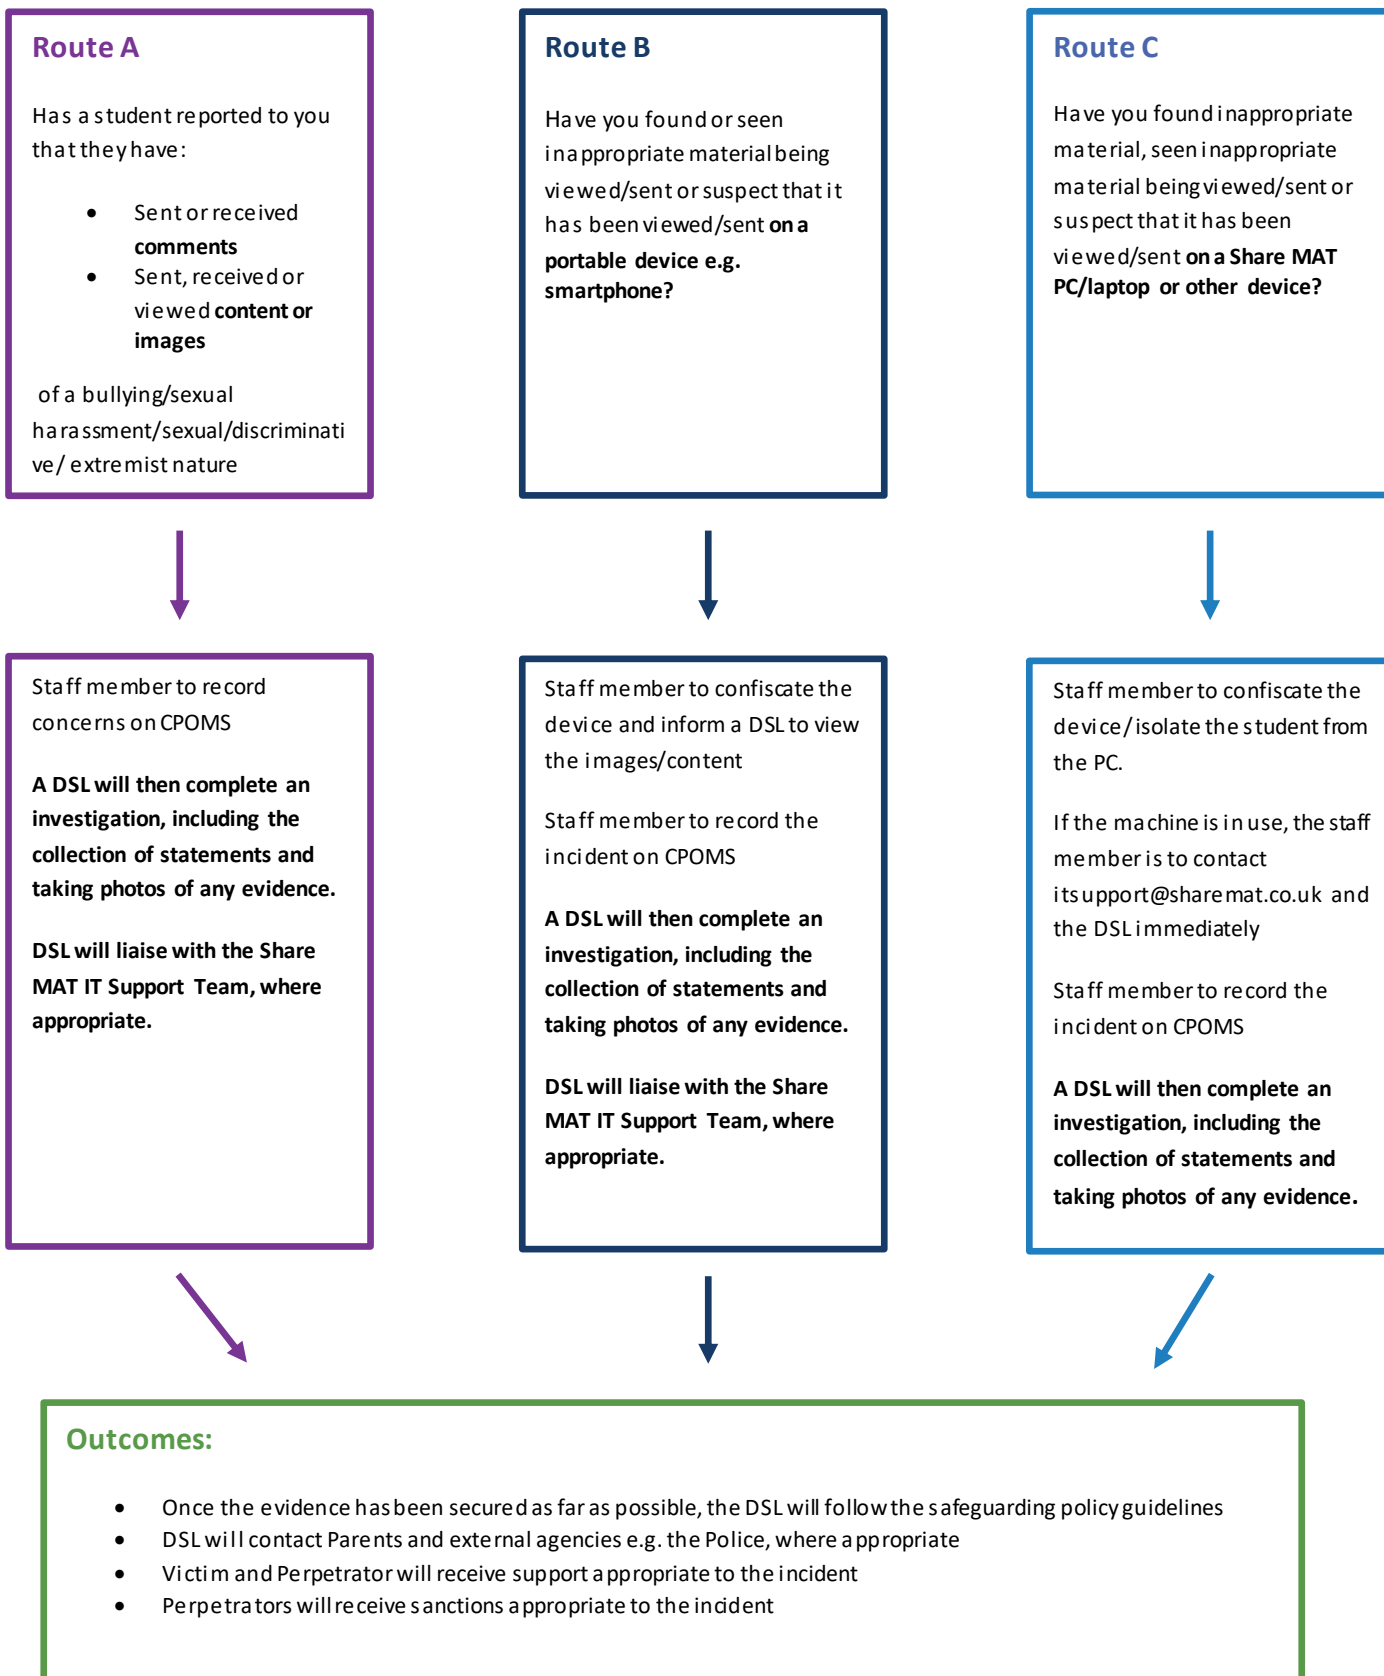 Route A
Has a student reported to you
that they have:
• Sent or received
comments
• Sent, received or
viewed content or
images
of a bullying/sexual
harassment/sexual/discriminati
ve/ extremist nature
Route B
Have you found or seen
inappropriate material being
viewed/sent or suspect that it
has been viewed/sent on a
portable device e.g.
smartphone?
Route C
Have you found inappropriate
material, seen inappropriate
material being viewed/sent or
suspect that it has been
viewed/sent on a Share MAT
PC/laptop or other device?
Staff member to record
concerns on CPOMS
A DSL will then complete an
investigation, including the
collection of statements and
taking photos of any evidence.
DSL will liaise with the Share
MAT IT Support Team, where
appropriate.
Staff member to confiscate the
device and inform a DSL to view
the images/content
Staff member to record the
incident on CPOMS
A DSL will then complete an
investigation, including the
collection of statements and
taking photos of any evidence.
DSL will liaise with the Share
MAT IT Support Team, where
appropriate.
Staff member to confiscate the
device/ isolate the student from
the PC.
If the machine is in use, the staff
member is to contact
itsupport@sharemat.co.uk and
the DSL immediately
Staff member to record the
incident on CPOMS
A DSL will then complete an
investigation, including the
collection of statements and
taking photos of any evidence.
Outcomes:
• Once the evidence has been secured as far as possible, the DSL will follow the safeguarding policy guidelines
• DSL will contact Parents and external agencies e.g. the Police, where appropriate
• Victim and Perpetrator will receive support appropriate to the incident
• Perpetrators will receive sanctions appropriate to the incident